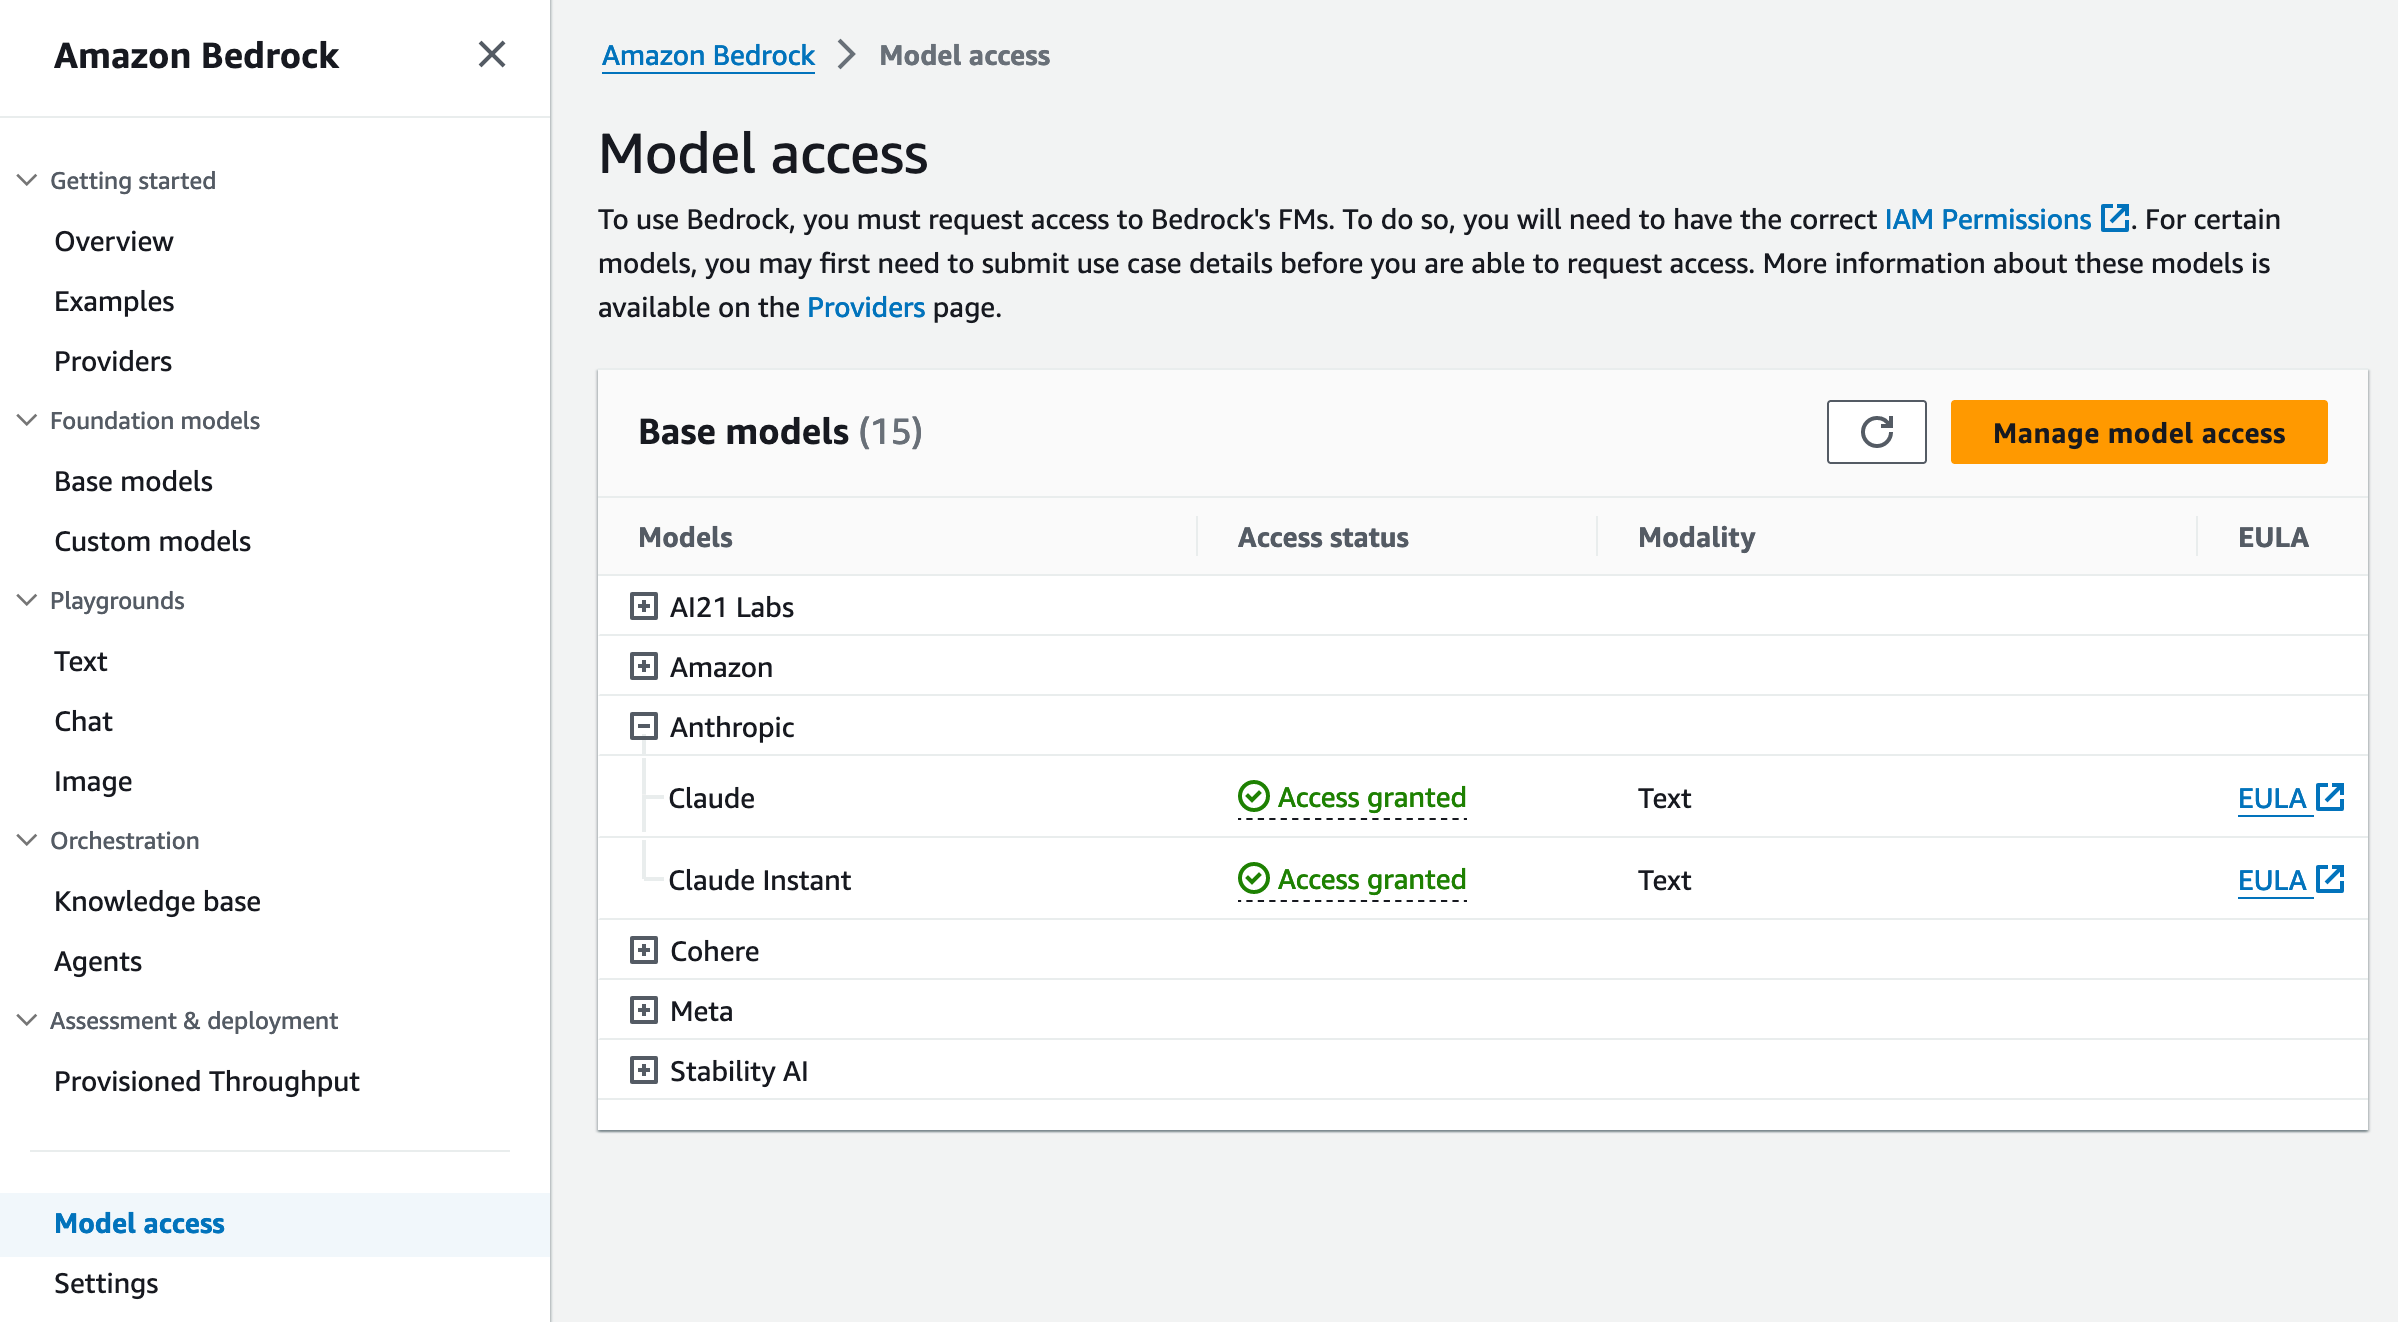 Amazon Bedrock
Getting started
Overview
Examples
Providers
Foundation models
Base models
Custom models
Playgrounds
Text
Chat
Image
Orchestration
Knowledge base
Agents
Assessment & deployment
Provisioned Throughput
Model access
Settings
Amazon Bedrock > Model access
Model access
To use Bedrock, you must request access to Bedrock's FMs. To do so, you will need to have the correct IAM Permissions. For certain
models, you may first need to submit use case details before you are able to request access. More information about these models is
available on the Providers page.
Base models (15) Manage model access
Models Access status Modality EULA
AI21 Labs
Amazon
Anthropic
Claude Access granted Text EULA
Claude Instant Access granted Text EULA
Cohere
Meta
Stability AI